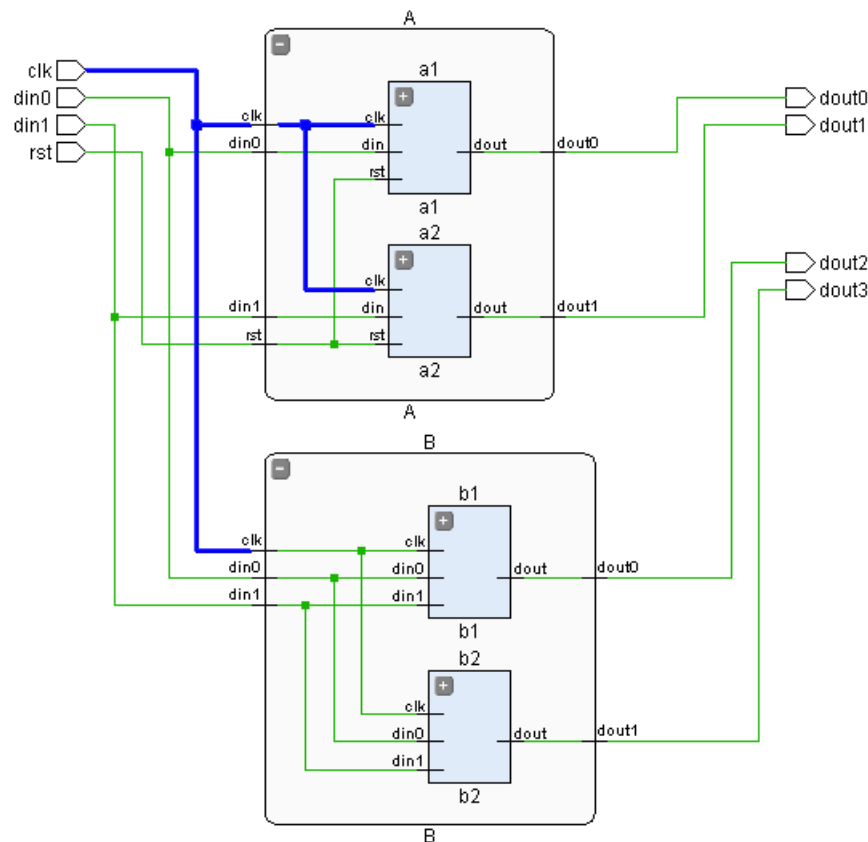 A
clk
din0
din1
rst
a1
clk
clk
din0
din
rst
dout
dout0
a1
a2
clk
din1
din
rst
rst
dout
dout1
a2
A
dout0
dout1
dout2
dout3
B
b1
clk
clk
din0
din0
din1
din1
dout
dout0
b1
b2
clk
din0
din1
dout
dout1
b2
B